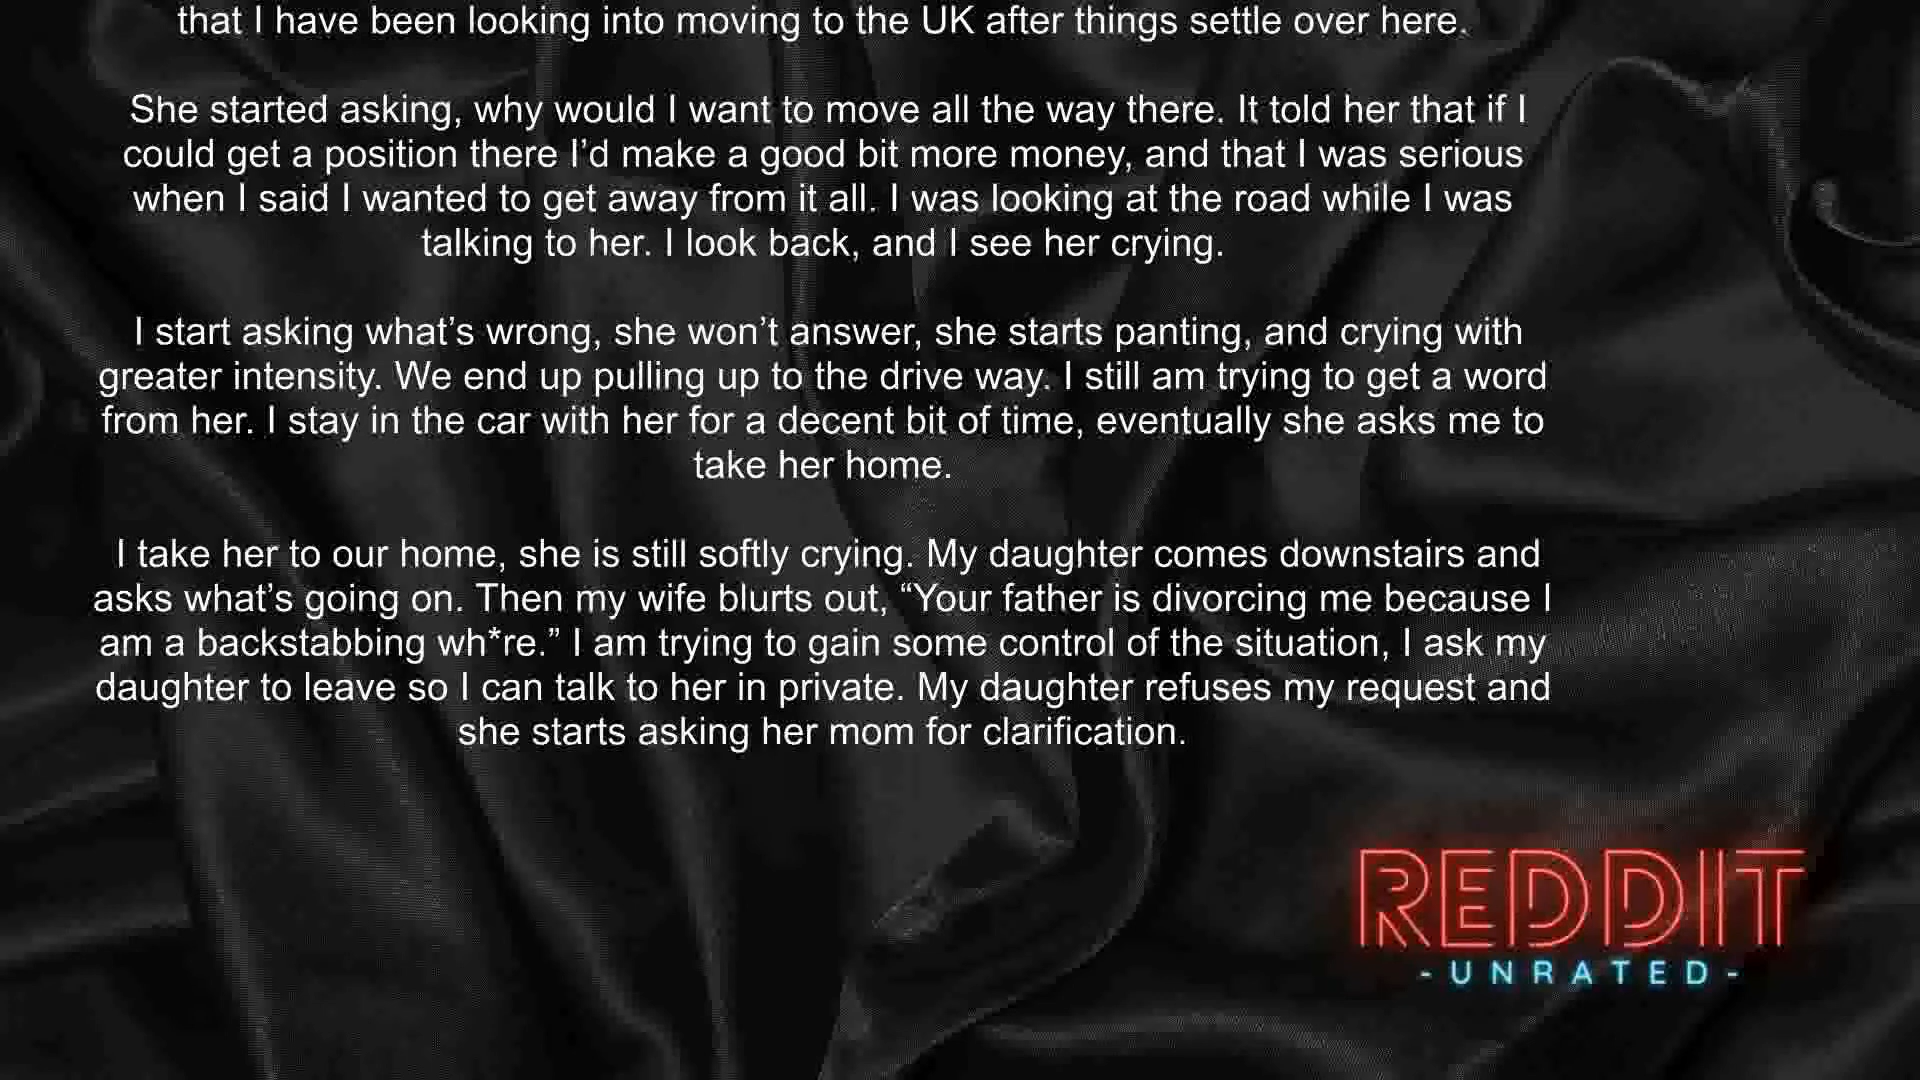 that I have been looking into moving to the UK after things settle over here.
She started asking, why would I want to move all the way there. It told her that if I
could get a position there I’d make a good bit more money, and that I was serious
when I said I wanted to get away from it all. I was looking at the road while I was
talking to her. I look back, and I see her crying.
I start asking what’s wrong, she won’t answer, she starts panting, and crying with
greater intensity. We end up pulling up to the drive way. I still am trying to get a word
from her. I stay in the car with her for a decent bit of time, eventually she asks me to
take her home.
I take her to our home, she is still softly crying. My daughter comes downstairs and
asks what’s going on. Then my wife blurts out, “Your father is divorcing me because I
am a backstabbing wh*re.” I am trying to gain some control of the situation, I ask my
daughter to leave so I can talk to her in private. My daughter refuses my request and
she starts asking her mom for clarification.
REDDIT
- UNRATED -